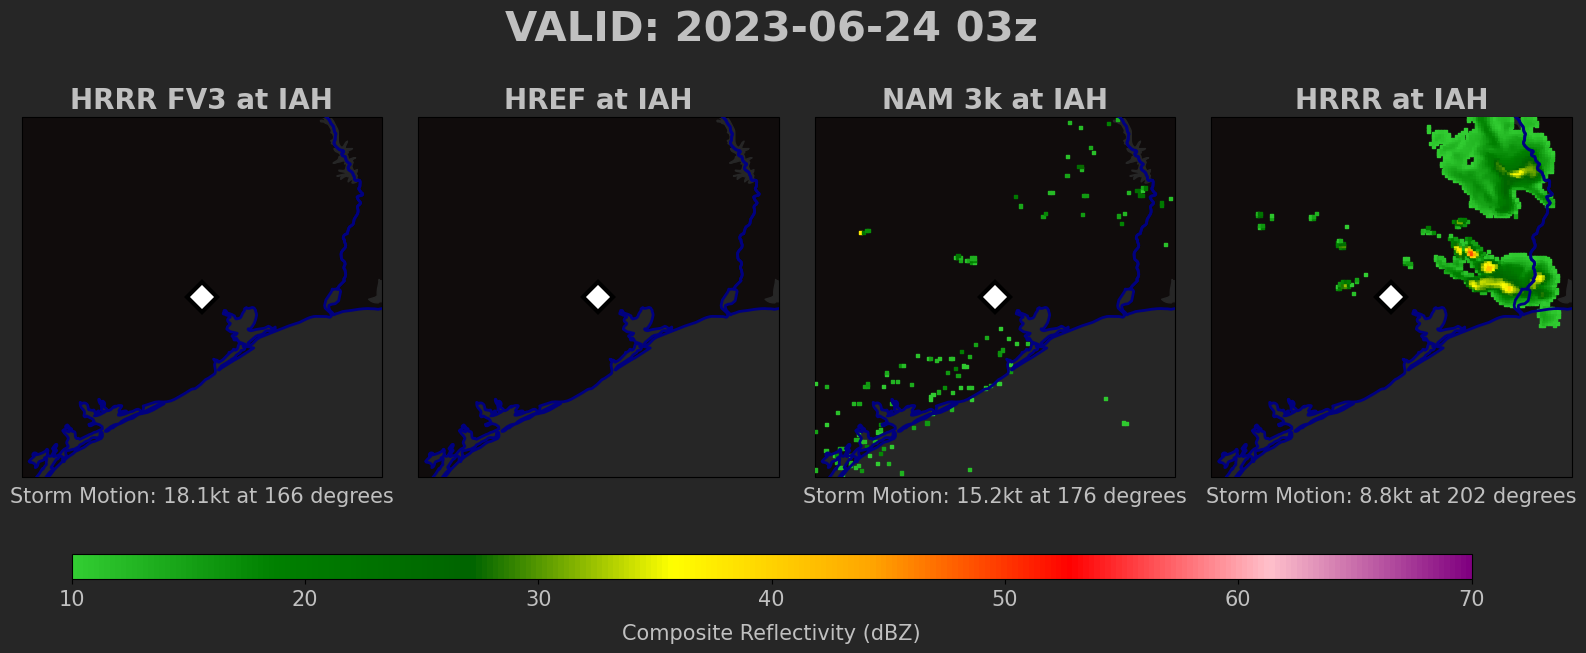 VALID: 2023-06-24 03z
HRRR FV3 at IAH
HREF at IAH
NAM 3k at IAH
HRRR at IAH
Storm Motion: 18.1kt at 166 degrees
Storm Motion: 15.2kt at 176 degrees
Storm Motion: 8.8kt at 202 degrees
10 20 30 40 50 60 70
Composite Reflectivity (dBZ)